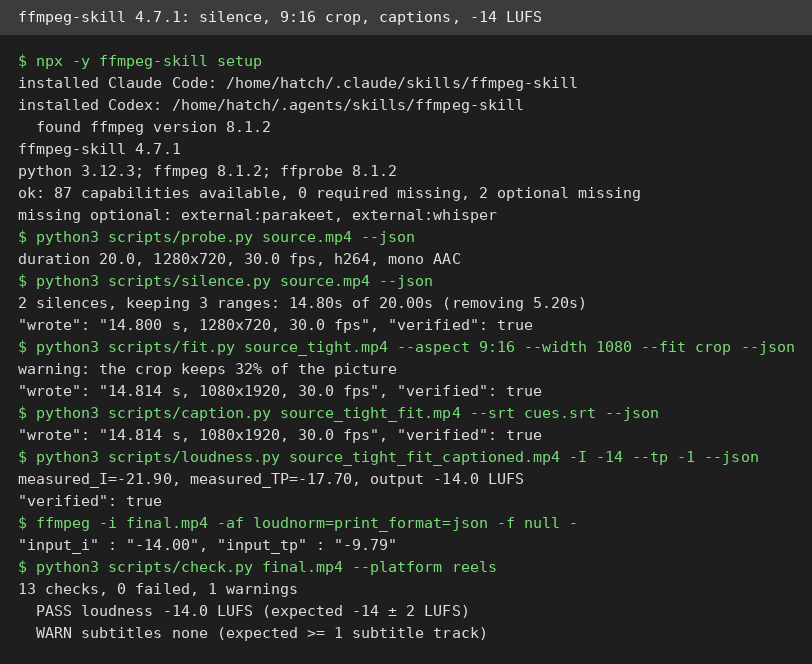 ffmpeg-skill 4.7.1: silence, 9:16 crop, captions, -14 LUFS
$ npx -y ffmpeg-skill setup
installed Claude Code: /home/hatch/.claude/skills/ffmpeg-skill
installed Codex: /home/hatch/.agents/skills/ffmpeg-skill
  found ffmpeg version 8.1.2
ffmpeg-skill 4.7.1
python 3.12.3; ffmpeg 8.1.2; ffprobe 8.1.2
ok: 87 capabilities available, 0 required missing, 2 optional missing
missing optional: external:parakeet, external:whisper
$ python3 scripts/probe.py source.mp4 --json
duration 20.0, 1280x720, 30.0 fps, h264, mono AAC
$ python3 scripts/silence.py source.mp4 --json
2 silences, keeping 3 ranges: 14.80s of 20.00s (removing 5.20s)
"wrote": "14.800 s, 1280x720, 30.0 fps", "verified": true
$ python3 scripts/fit.py source_tight.mp4 --aspect 9:16 --width 1080 --fit crop --json
warning: the crop keeps 32% of the picture
"wrote": "14.814 s, 1080x1920, 30.0 fps", "verified": true
$ python3 scripts/caption.py source_tight_fit.mp4 --srt cues.srt --json
"wrote": "14.814 s, 1080x1920, 30.0 fps", "verified": true
$ python3 scripts/loudness.py source_tight_fit_captioned.mp4 -I -14 --tp -1 --json
measured_I=-21.90, measured_TP=-17.70, output -14.0 LUFS
"verified": true
$ ffmpeg -i final.mp4 -af loudnorm=print_format=json -f null -
"input_i" : "-14.00", "input_tp" : "-9.79"
$ python3 scripts/check.py final.mp4 --platform reels
13 checks, 0 failed, 1 warnings
  PASS loudness -14.0 LUFS (expected -14 ± 2 LUFS)
  WARN subtitles none (expected >= 1 subtitle track)